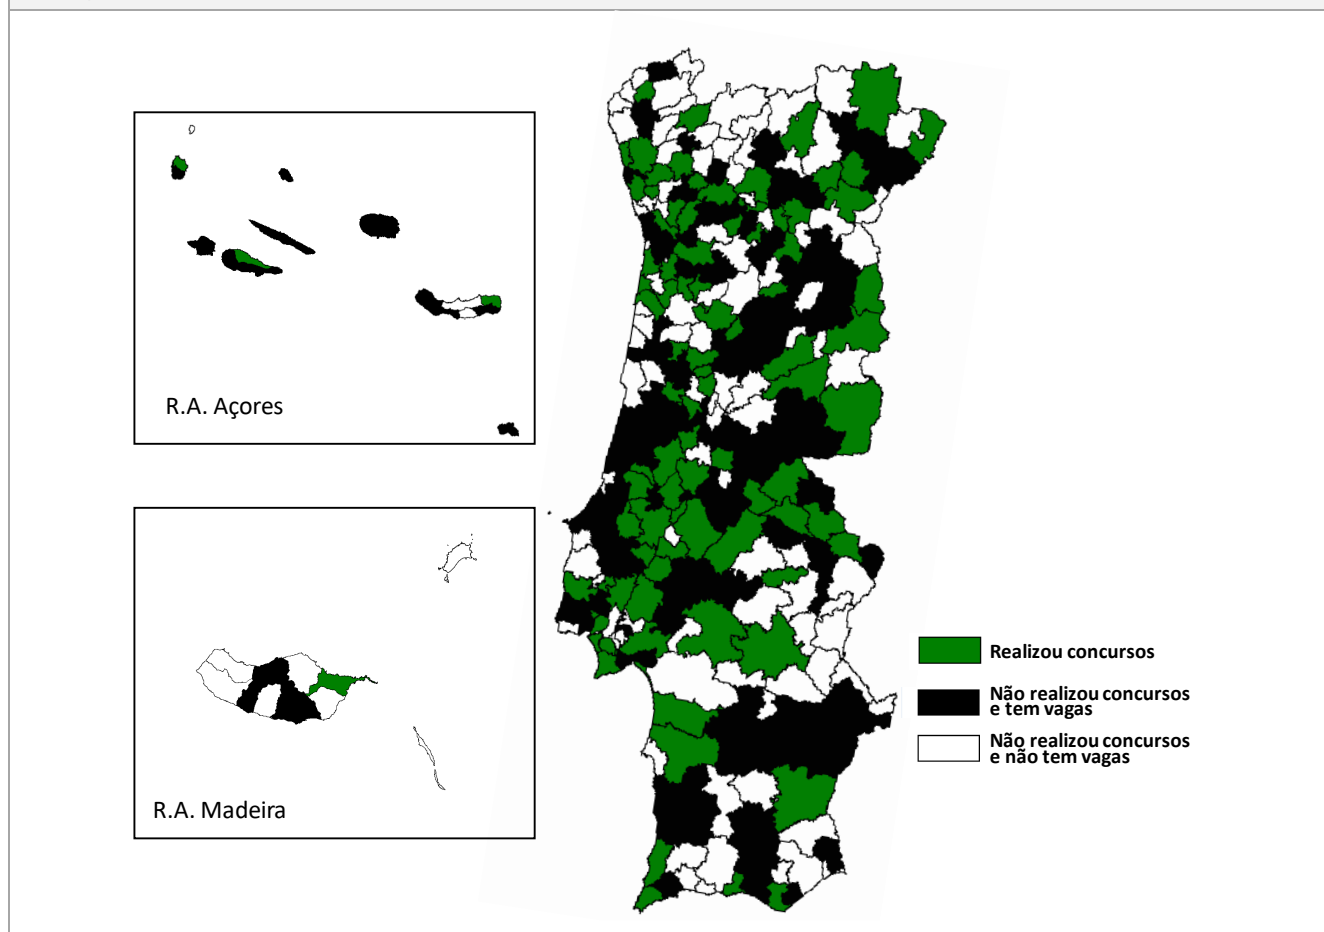 R.A. Açores
R.A. Madeira
Realizou concursos
Não realizou concursos
e tem vagas
Não realizou concursos
e não tem vagas